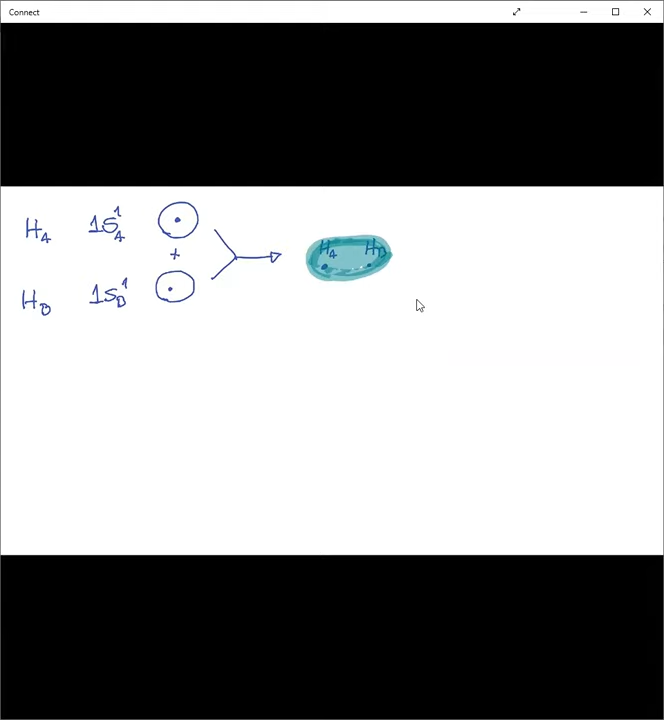 Connect
H_A 1S_A^1
+
H_A H_B
H_B 1S_B^1